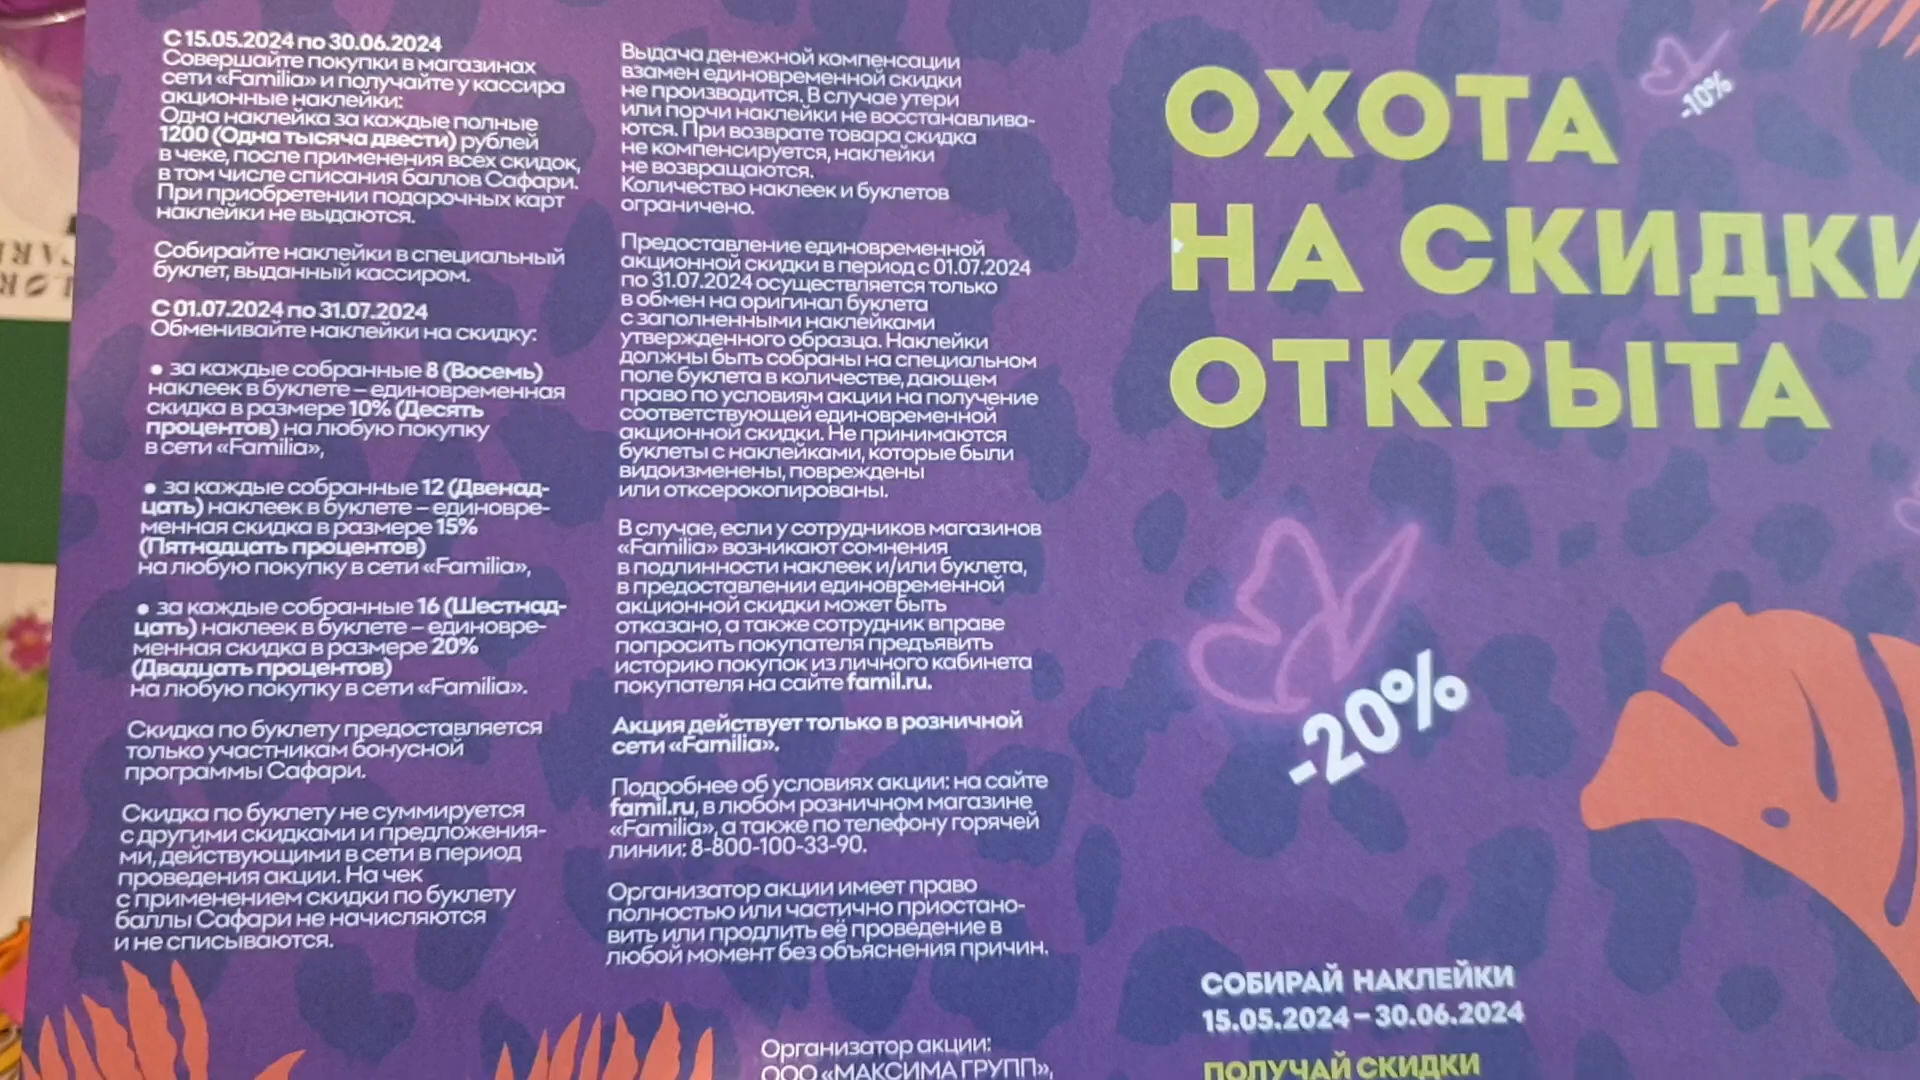 С 15.05.2024 по 30.06.2024
Совершайте покупки в магазинах
сети «Familia» и получайте у кассира
акционные наклейки:
Одна наклейка за каждые полные
1200 (Одна тысяча двести) рублей
в чеке, после применения всех скидок,
в том числе списания баллов Сафари.
При приобретении подарочных карт
наклейки не выдаются.
Собирайте наклейки в специальный
буклет, выданный кассиром.
С 01.07.2024 по 31.07.2024
Обменивайте наклейки на скидку:
• за каждые собранные 8 (Восемь)
наклеек в буклете – единовременная
скидка в размере 10% (Десять
процентов) на любую покупку
в сети «Familia»,
• за каждые собранные 12 (Двенад-
цать) наклеек в буклете – единовре-
менная скидка в размере 15%
(Пятнадцать процентов)
на любую покупку в сети «Familia»,
• за каждые собранные 16 (Шестнад-
цать) наклеек в буклете – единовре-
менная скидка в размере 20%
(Двадцать процентов)
на любую покупку в сети «Familia».
Скидка по буклету предоставляется
только участникам бонусной
программы Сафари.
Скидка по буклету не суммируется
с другими скидками и предложения-
ми, действующими в сети в период
проведения акции. На чек
с применением скидки по буклету
баллы Сафари не начисляются
и не списываются.
Выдача денежной компенсации
взамен единовременной скидки
не производится. В случае утери
или порчи наклейки не восстанавлива-
ются. При возврате товара скидка
не компенсируется, наклейки
не возвращаются.
Количество наклеек и буклетов
ограничено.
Предоставление единовременной
акционной скидки в период с 01.07.2024
по 31.07.2024 осуществляется только
в обмен на оригинал буклета
с заполненными наклейками
утвержденного образца. Наклейки
должны быть собраны на специальном
поле буклета в количестве, дающем
право по условиям акции на получение
соответствующей единовременной
акционной скидки. Не принимаются
буклеты с наклейками, которые были
видоизменены, повреждены
или отксерокопированы.
В случае, если у сотрудников магазинов
«Familia» возникают сомнения
в подлинности наклеек и/или буклета,
в предоставлении единовременной
акционной скидки может быть
отказано, а также сотрудник вправе
попросить покупателя предъявить
историю покупок из личного кабинета
покупателя на сайте famil.ru.
Акция действует только в розничной
сети «Familia».
Подробнее об условиях акции: на сайте
famil.ru, в любом розничном магазине
«Familia», а также по телефону горячей
линии: 8-800-100-33-90.
Организатор акции имеет право
полностью или частично приостано-
вить или продлить её проведение в
любой момент без объяснения причин.
Организатор акции:
ООО «МАКСИМА ГРУПП»,
ОХОТА
НА СКИДКИ
ОТКРЫТА
-10%
-20%
СОБИРАЙ НАКЛЕЙКИ
15.05.2024 – 30.06.2024
ПОЛУЧАЙ СКИДКИ